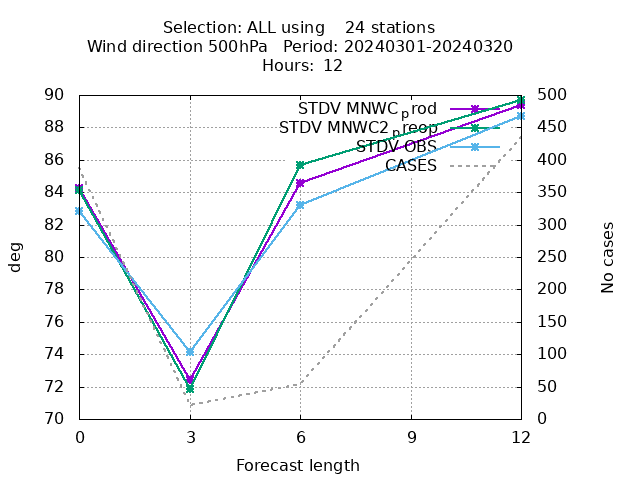 Selection: ALL using    24 stations
Wind direction 500hPa   Period: 20240301-20240320
Hours:  12
STDV MNWCprod
STDV MNWC2preop
STDV OBS
CASES
90
88
86
84
82
80
78
76
74
72
70
deg
500
450
400
350
300
250
200
150
100
50
0
No cases
0 3 6 9 12
Forecast length